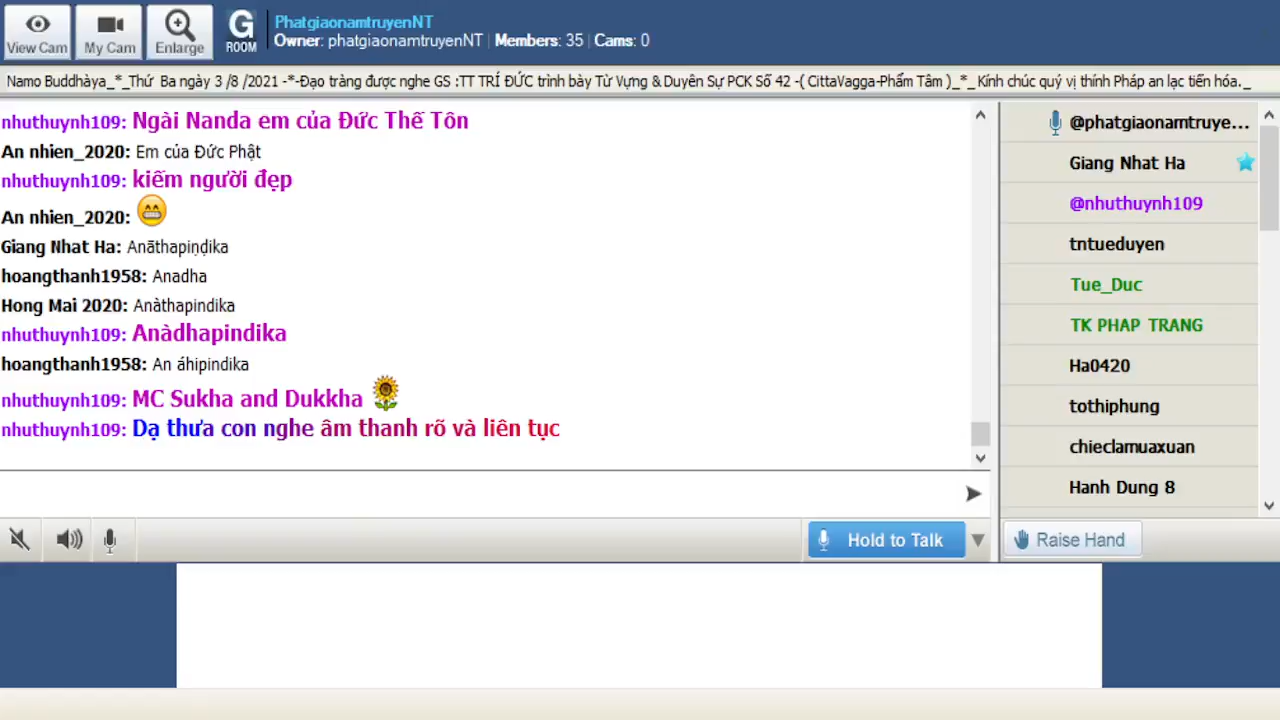 View Cam
My Cam
Enlarge
G
ROOM
PhatgiaonamtruyenNT
Owner: phatgiaonamtruyenNT | Members: 35 | Cams: 0
Namo Buddhàya_*_Thứ Ba ngày 3 /8 /2021 -*-Đạo tràng được nghe GS :TT TRÍ ĐỨC trình bày Từ Vựng & Duyên Sự PCK Số 42 -( CittaVagga-Phẩm Tâm )_*_ Kính chúc quý vị thính Pháp an lạc tiến hóa._
nhuthuynh109: Ngài Nanda em của Đức Thế Tôn
An nhien_2020: Em của Đức Phật
nhuthuynh109: kiếm người đẹp
An nhien_2020:
Giang Nhat Ha: Anāthapiṇḍika
hoangthanh1958: Anadha
Hong Mai 2020: Anàthapindika
nhuthuynh109: Anàdhapindika
hoangthanh1958: An áhipindika
nhuthuynh109: MC Sukha and Dukkha
nhuthuynh109: Dạ thưa con nghe âm thanh rõ và liên tục
@phatgiaonamtruye...
Giang Nhat Ha
@nhuthuynh109
tntueduyen
Tue_Duc
TK PHAP TRANG
Ha0420
tothiphung
chieclamuaxuan
Hanh Dung 8
Hold to Talk
Raise Hand